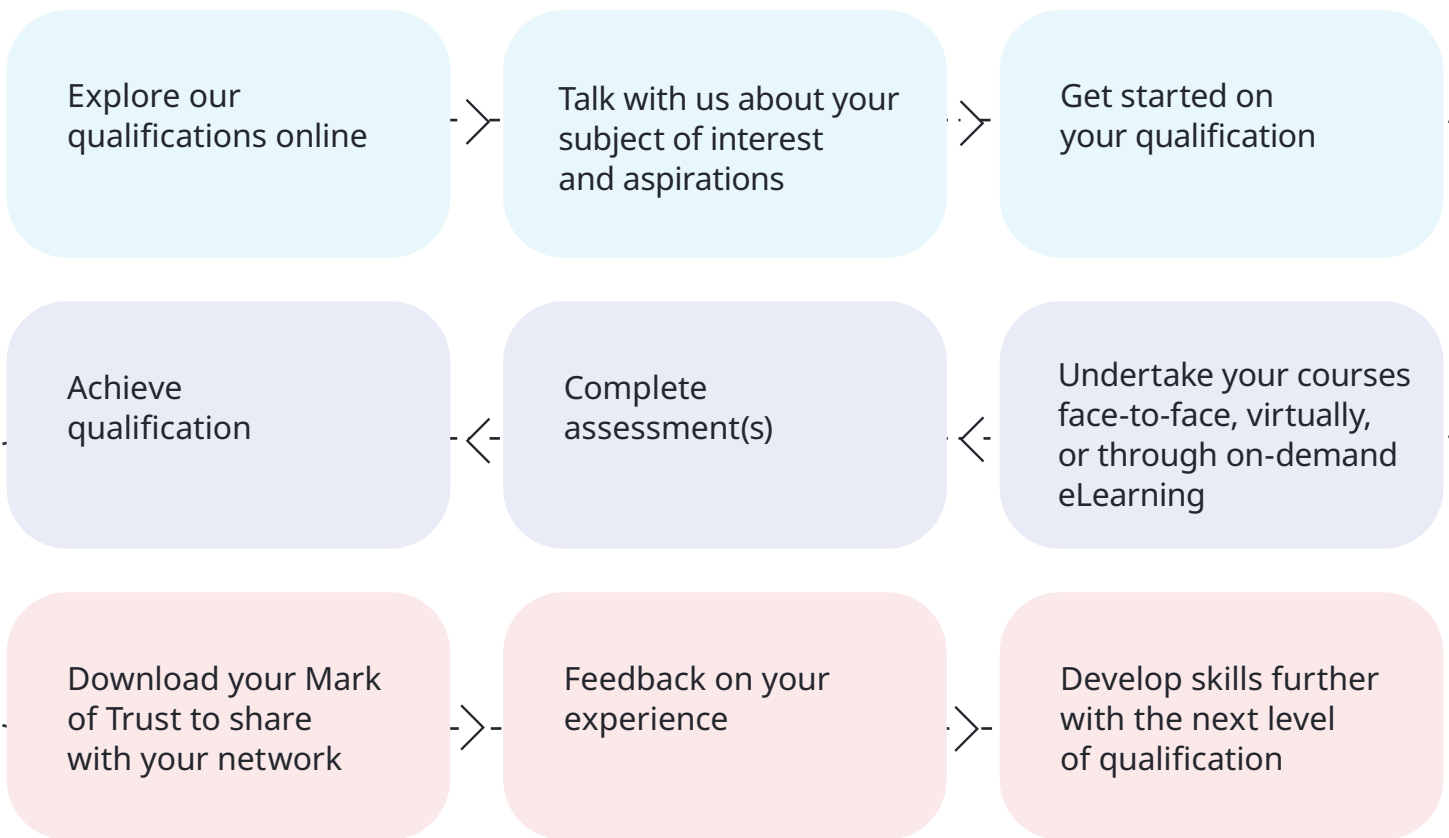 Explore our
qualifications online
Talk with us about your
subject of interest
and aspirations
Get started on
your qualification
Undertake your courses
face-to-face, virtually,
or through on-demand
eLearning
Complete
assessment(s)
Achieve
qualification
Download your Mark
of Trust to share
with your network
Feedback on your
experience
Develop skills further
with the next level
of qualification